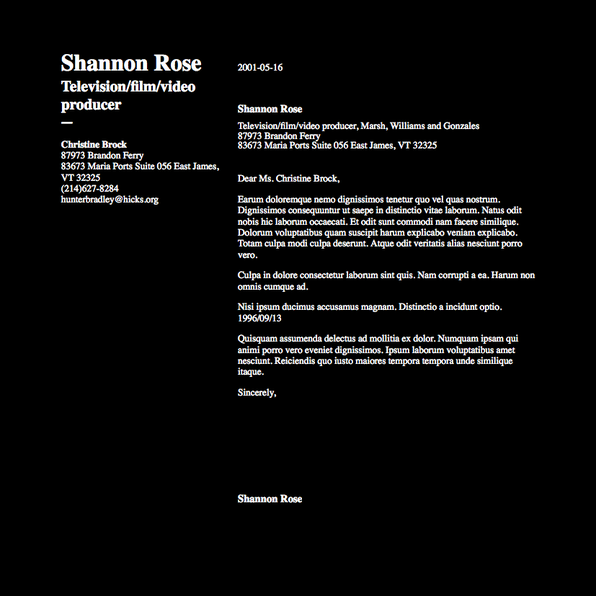 Shannon Rose
Television/film/video
producer
Christine Brock
87973 Brandon Ferry
83673 Maria Ports Suite 056 East James,
VT 32325
(214)627-8284
hunterbradley@hicks.org
2001-05-16
Shannon Rose
Television/film/video producer, Marsh, Williams and Gonzales
87973 Brandon Ferry
83673 Maria Ports Suite 056 East James, VT 32325
Dear Ms. Christine Brock,
Earum doloremque nemo dignissimos tenetur quo vel quas nostrum.
Dignissimos consequuntur ut saepe in distinctio vitae laborum. Natus odit
nobis hic laborum occaecati. Et odit sunt commodi nam facere similique.
Dolorum voluptatibus quam suscipit harum explicabo veniam explicabo.
Totam culpa modi culpa deserunt. Atque odit veritatis alias nesciunt porro
vero.
Culpa in dolore consectetur laborum sint quis. Nam corrupti a ea. Harum non
omnis cumque ad.
Nisi ipsum ducimus accusamus magnam. Distinctio a incidunt optio.
1996/09/13
Quisquam assumenda delectus ad mollitia ex dolor. Numquam ipsam qui
animi porro vero eveniet dignissimos. Ipsum laborum voluptatibus amet
nesciunt. Reiciendis quo iusto maiores tempora tempora unde similique
itaque.
Sincerely,
Shannon Rose